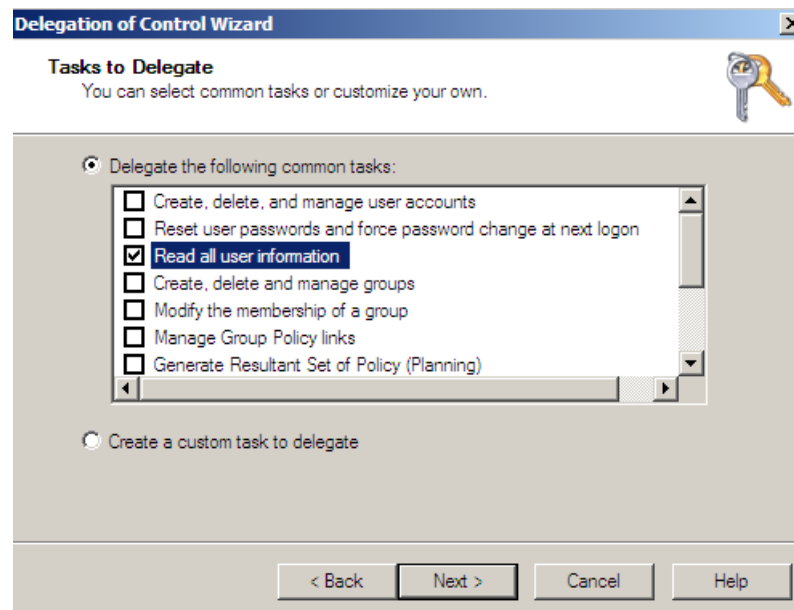 Delegation of Control Wizard
Tasks to Delegate
You can select common tasks or customize your own.
Delegate the following common tasks:
Create, delete, and manage user accounts
Reset user passwords and force password change at next logon
Read all user information
Create, delete and manage groups
Modify the membership of a group
Manage Group Policy links
Generate Resultant Set of Policy (Planning)
Create a custom task to delegate
< Back Next > Cancel Help